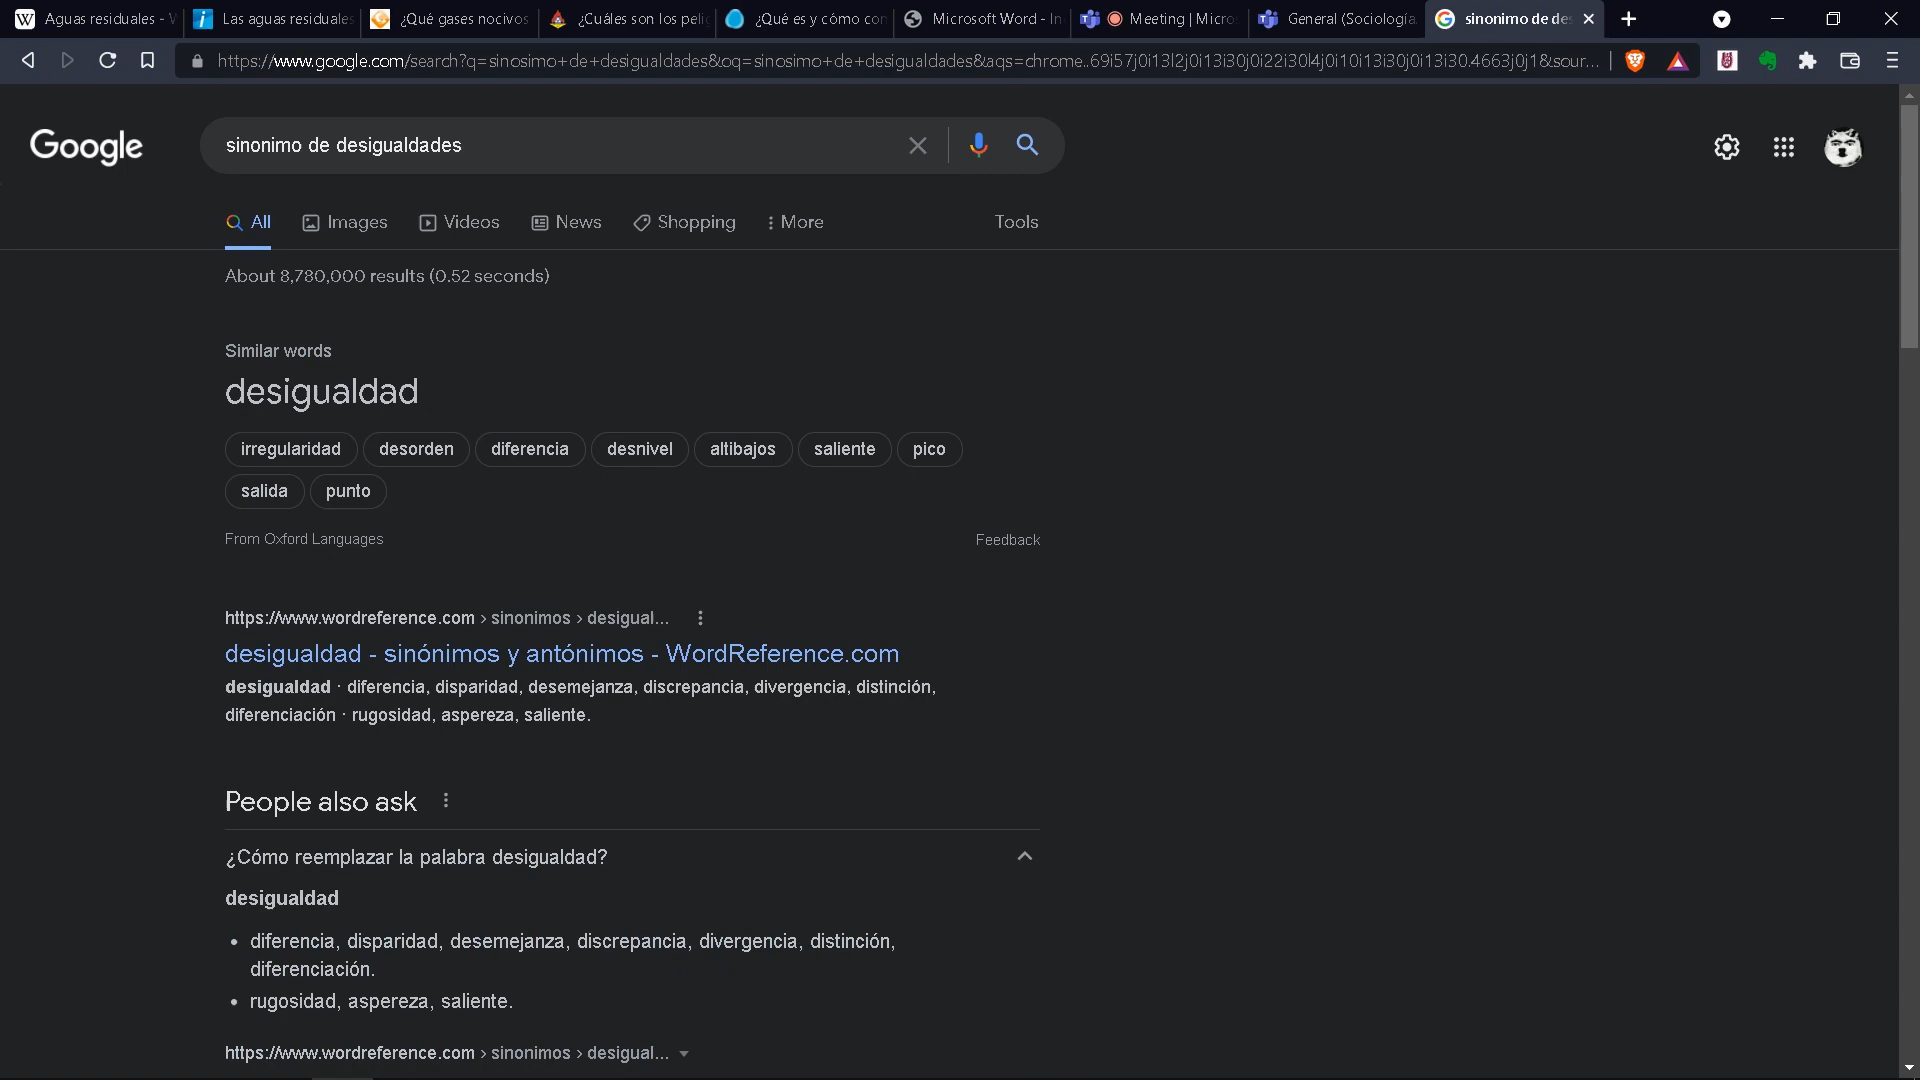 Aguas residuales - W
Las aguas residuales
¿Qué gases nocivos
¿Cuáles son los peli
¿Qué es y cómo con
Microsoft Word - In
Meeting | Micro
General (Sociología
sinonimo de des
https://www.google.com/search?q=sinosimo+de+desigualdades&oq=sinosimo+de+desigualdades&aqs=chrome..69i57j0i13l2j0i13i30j0i22i30l4j0i10i13i30j0i13i30.4663j0j1&sour...
Google
sinonimo de desigualdades
All
Images
Videos
News
Shopping
More
Tools
About 8,780,000 results (0.52 seconds)
Similar words
desigualdad
irregularidad desorden diferencia desnivel altibajos saliente pico
salida punto
From Oxford Languages
Feedback
https://www.wordreference.com › sinonimos › desigual...
desigualdad - sinónimos y antónimos - WordReference.com
desigualdad · diferencia, disparidad, desemejanza, discrepancia, divergencia, distinción,
diferenciación · rugosidad, aspereza, saliente.
People also ask
¿Cómo reemplazar la palabra desigualdad?
desigualdad
• diferencia, disparidad, desemejanza, discrepancia, divergencia, distinción,
diferenciación.
• rugosidad, aspereza, saliente.
https://www.wordreference.com › sinonimos › desigual...